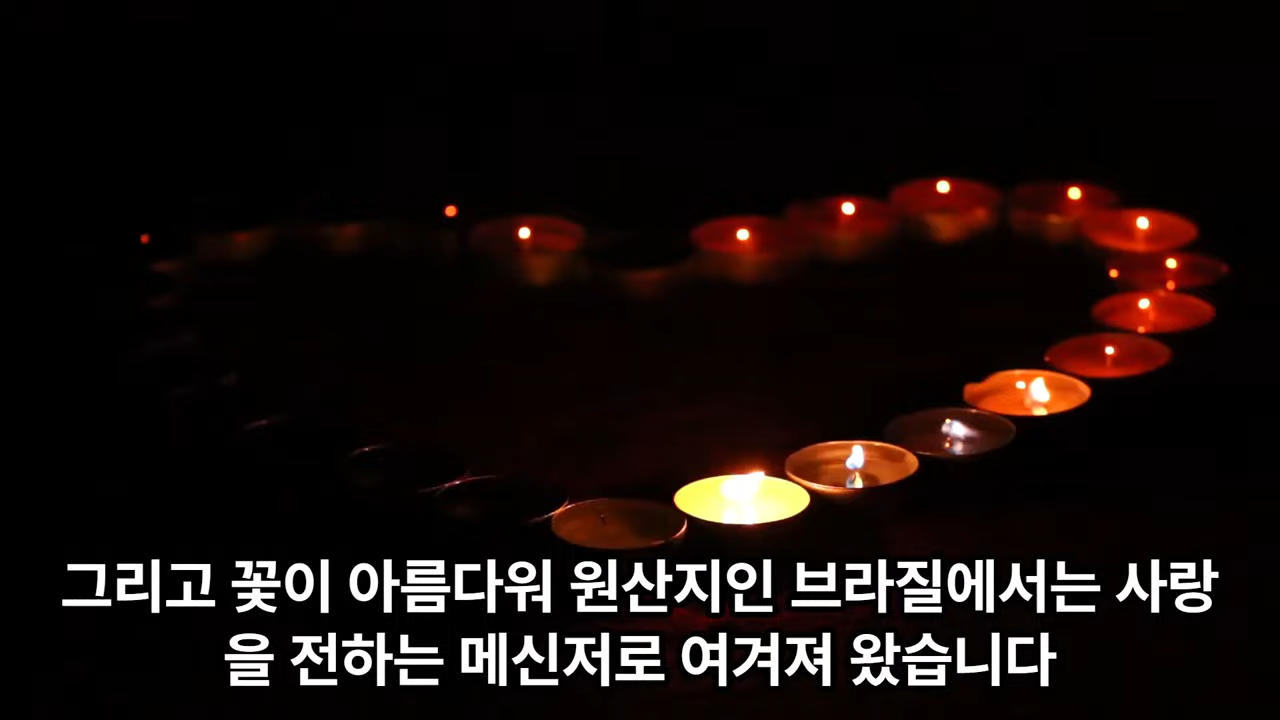 그리고 꽃이 아름다워 원산지인 브라질에서는 사랑
을 전하는 메신저로 여겨져 왔습니다